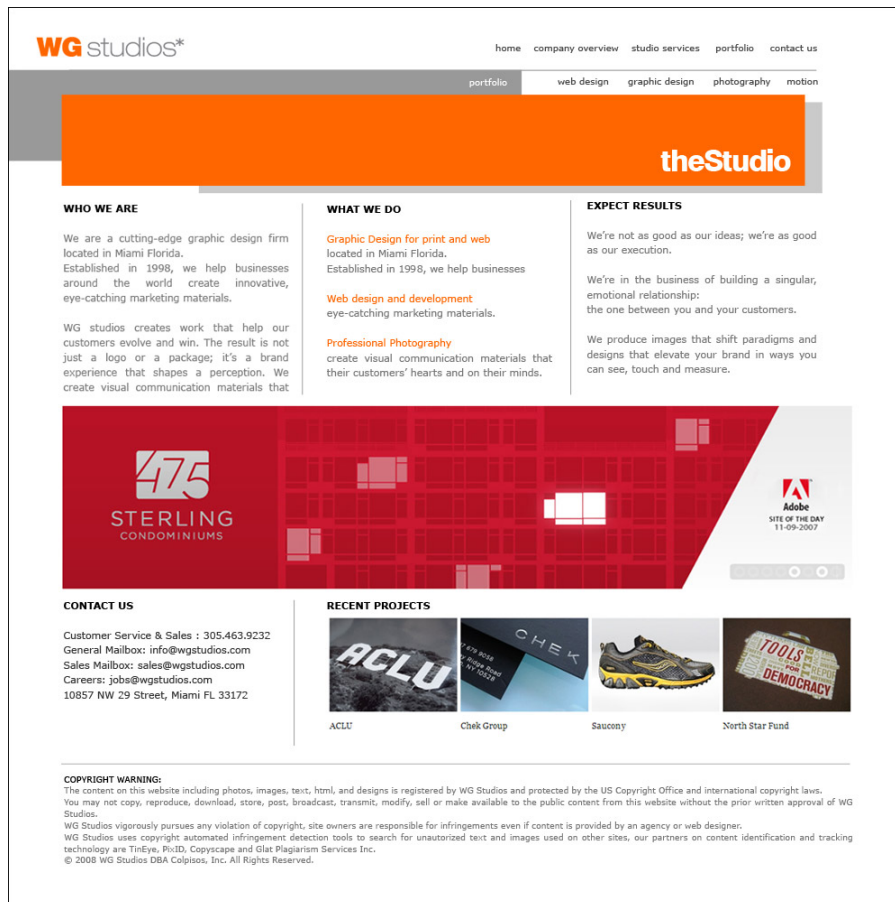 WG studios*
home company overview studio services portfolio contact us
portfolio web design graphic design photography motion
theStudio
WHO WE ARE
We are a cutting-edge graphic design firm
located in Miami Florida.
Established in 1998, we help businesses
around the world create innovative,
eye-catching marketing materials.
WG studios creates work that help our
customers evolve and win. The result is not
just a logo or a package; it's a brand
experience that shapes a perception. We
create visual communication materials that
WHAT WE DO
Graphic Design for print and web
located in Miami Florida.
Established in 1998, we help businesses
Web design and development
eye-catching marketing materials.
Professional Photography
create visual communication materials that
their customers' hearts and on their minds.
EXPECT RESULTS
We're not as good as our ideas; we're as good
as our execution.
We're in the business of building a singular,
emotional relationship:
the one between you and your customers.
We produce images that shift paradigms and
designs that elevate your brand in ways you
can see, touch and measure.
475
STERLING
CONDOMINIUMS
Adobe
SITE OF THE DAY
11-09-2007
CONTACT US
Customer Service & Sales : 305.463.9232
General Mailbox: info@wgstudios.com
Sales Mailbox: sales@wgstudios.com
Careers: jobs@wgstudios.com
10857 NW 29 Street, Miami FL 33172
RECENT PROJECTS
ACLU
CHEK
679 9058
Ridge Road
NY 10528
TOOLS
FOR
DEMOCRACY
ACLU
Chek Group
Saucony
North Star Fund
COPYRIGHT WARNING:
The content on this website including photos, images, text, html, and designs is registered by WG Studios and protected by the US Copyright Office and international copyright laws.
You may not copy, reproduce, download, store, post, broadcast, transmit, modify, sell or make available to the public content from this website without the prior written approval of WG
Studios.
WG Studios vigorously pursues any violation of copyright, site owners are responsible for infringements even if content is provided by an agency or web designer.
WG Studios uses copyright automated infringement detection tools to search for unautorized text and images used on other sites, our partners on content identification and tracking
technology are TinEye, PixID, Copyscape and Glat Plagiarism Services Inc.
© 2008 WG Studios DBA Colpisos, Inc. All Rights Reserved.